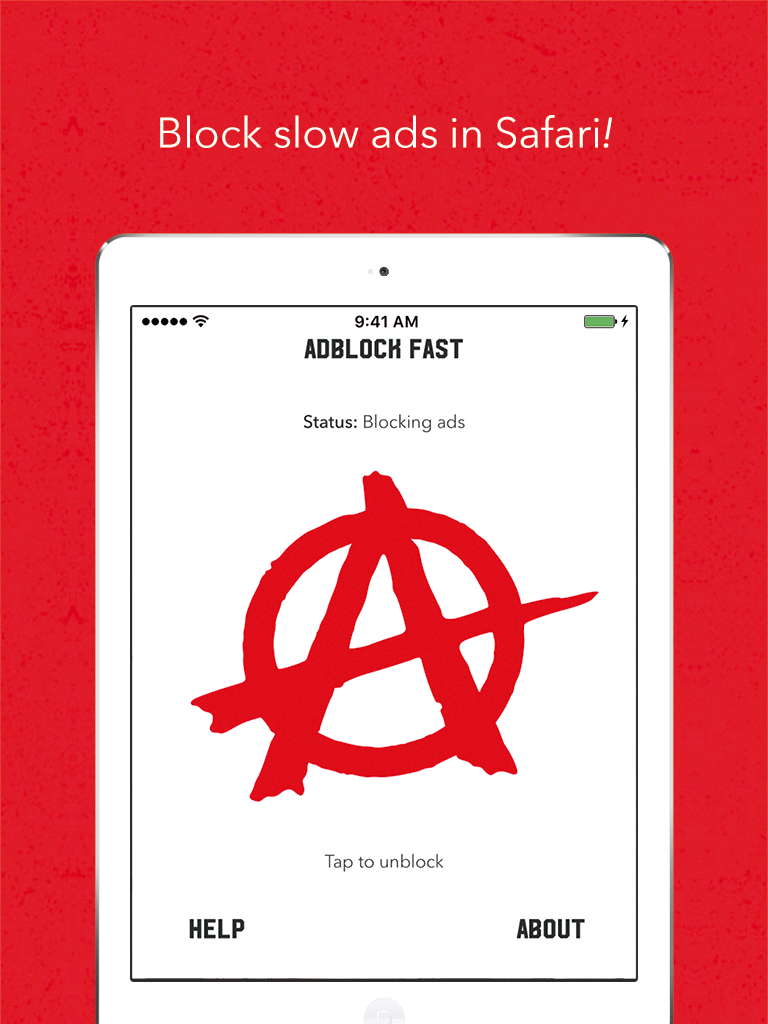 Block slow ads in Safari!
9:41 AM
ADBLOCK FAST
Status: Blocking ads
Tap to unblock
HELP
ABOUT